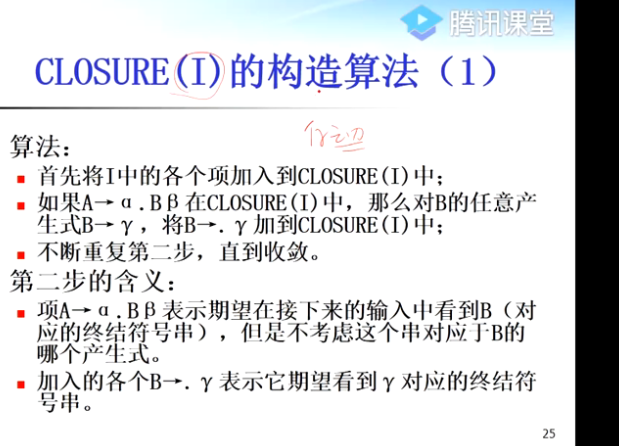 腾讯课堂
CLOSURE(I)的构造算法（1）
算法：
首先将I中的各个项加入到CLOSURE(I)中；
如果A→α.Bβ在CLOSURE(I)中，那么对B的任意产
生式B→γ，将B→.γ加到CLOSURE(I)中；
不断重复第二步，直到收敛。
第二步的含义：
项A→α.Bβ表示期望在接下来的输入中看到B（对
应的终结符号串），但是不考虑这个串对应于B的
哪个产生式。
加入的各个B→.γ表示它期望看到γ对应的终结符
号串。
25